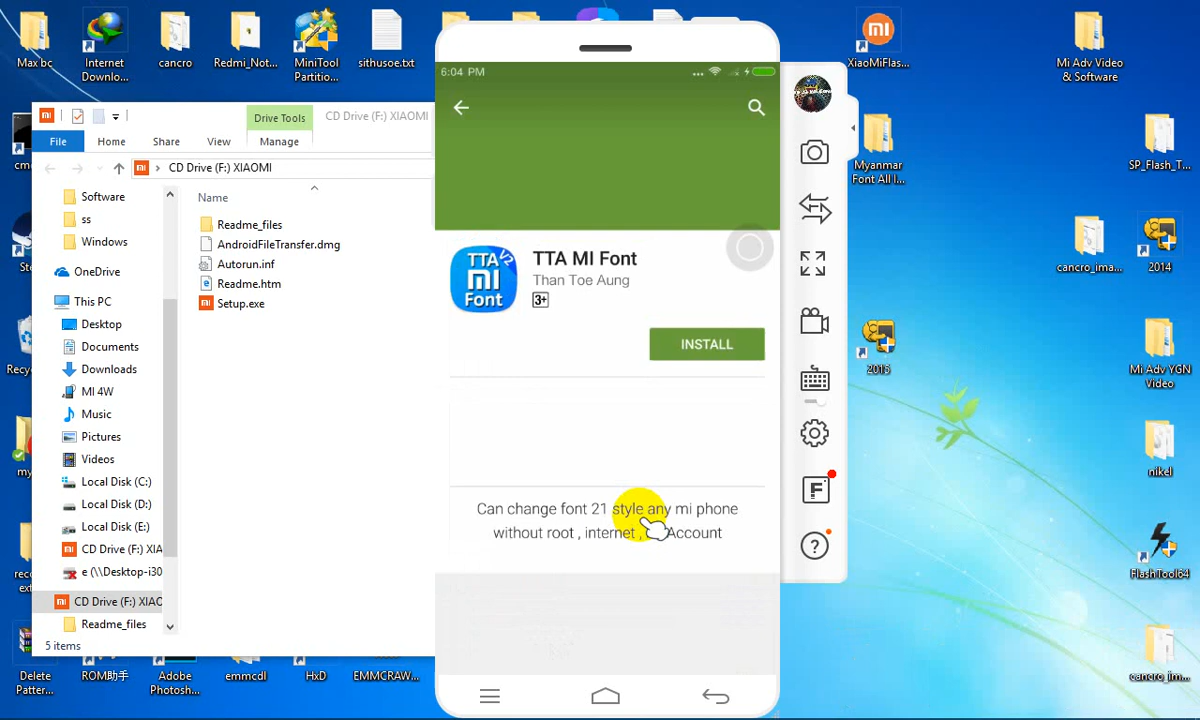 Max bc
Internet
Downlo...
cancro
Redmi_Not...
MiniTool
Partitio...
sithusoe.txt
XiaoMiFlas...
Mi Adv Video
& Software
Drive Tools
CD Drive (F:) XIAOMI
File
Home
Share
View
Manage
CD Drive (F:) XIAOMI
Software
ss
Windows
OneDrive
This PC
Desktop
Documents
Downloads
MI 4W
Music
Pictures
Videos
Local Disk (C:)
Local Disk (D:)
Local Disk (E:)
CD Drive (F:) XIA
e (\\Desktop-i30
CD Drive (F:) XIAO
Readme_files
5 items
Name
Readme_files
AndroidFileTransfer.dmg
Autorun.inf
Readme.htm
Setup.exe
6:04 PM
TTA V2
MI
Font
TTA MI Font
Than Toe Aung
3+
INSTALL
Can change font 21 style any mi phone
without root , internet , Account
Myanmar
Font All I...
SP_Flash_T...
cancro_ima...
2014
2015
Mi Adv YGN
Video
nikel
FlashTool64
cancro_im...
Delete
Patter...
ROM助手
Adobe
Photosh...
emmcdl
HxD
EMMCRAW...